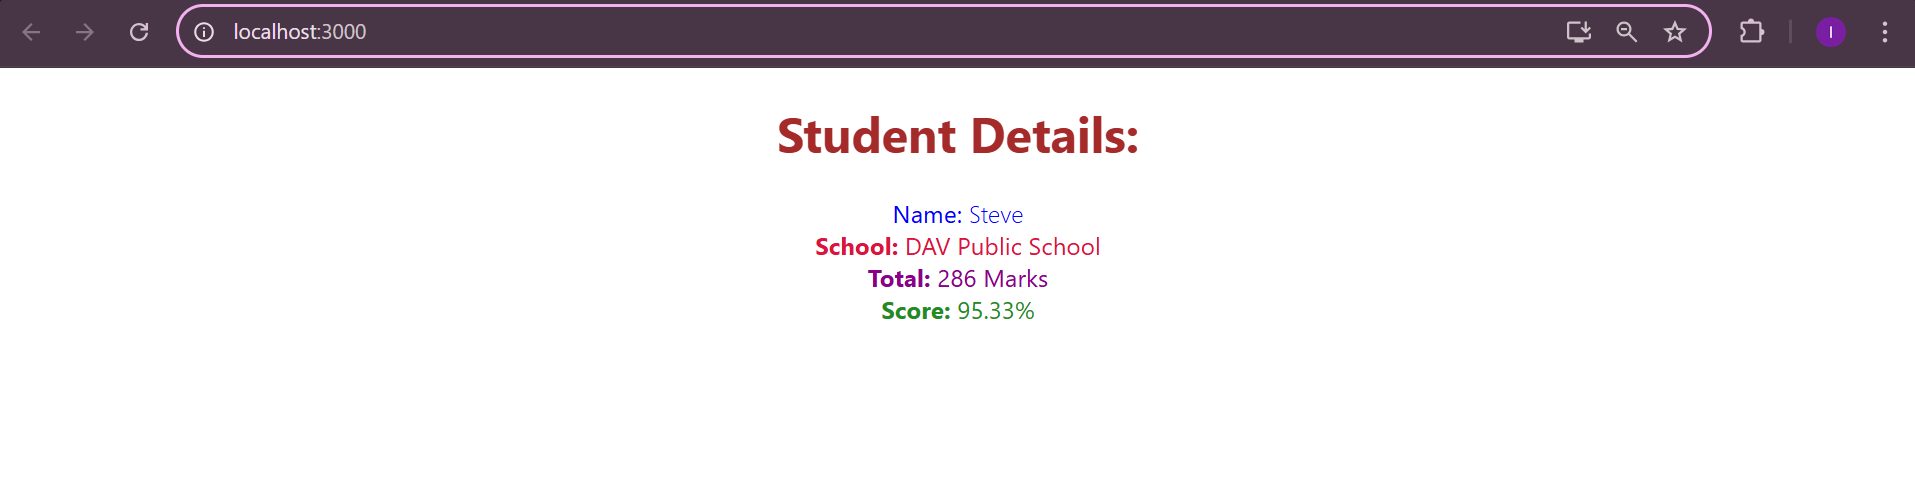 localhost:3000
I
Student Details:
Name: Steve
School: DAV Public School
Total: 286 Marks
Score: 95.33%